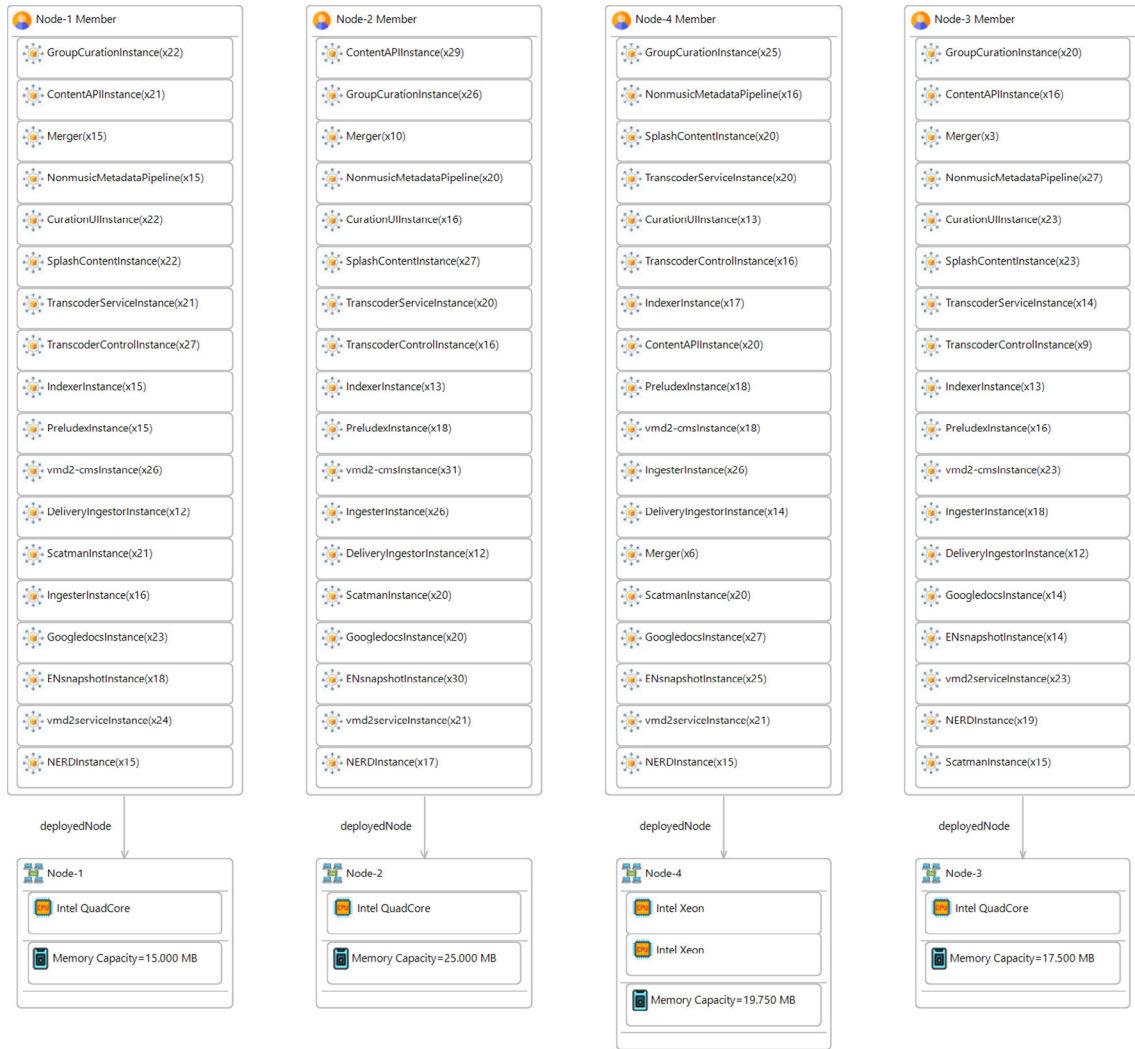 Node-1 Member
GroupCurationInstance(x22)
ContentAPIInstance(x21)
Merger(x15)
NonmusicMetadataPipeline(x15)
CurationUIInstance(x22)
SplashContentInstance(x22)
TranscoderServiceInstance(x21)
TranscoderControlInstance(x27)
IndexerInstance(x15)
PreludexInstance(x15)
vmd2-cmsInstance(x26)
DeliveryIngestorInstance(x12)
ScatmanInstance(x21)
IngesterInstance(x16)
GoogledocsInstance(x23)
ENsnapshotInstance(x18)
vmd2serviceInstance(x24)
NERDInstance(x15)
deployedNode
Node-1
CPU
Intel QuadCore
Memory Capacity=15.000 MB
Node-2 Member
ContentAPIInstance(x29)
GroupCurationInstance(x26)
Merger(x10)
NonmusicMetadataPipeline(x20)
CurationUIInstance(x16)
SplashContentInstance(x27)
TranscoderServiceInstance(x20)
TranscoderControlInstance(x16)
IndexerInstance(x13)
PreludexInstance(x18)
vmd2-cmsInstance(x31)
IngesterInstance(x26)
DeliveryIngestorInstance(x12)
ScatmanInstance(x20)
GoogledocsInstance(x20)
ENsnapshotInstance(x30)
vmd2serviceInstance(x21)
NERDInstance(x17)
deployedNode
Node-2
CPU
Intel QuadCore
Memory Capacity=25.000 MB
Node-4 Member
GroupCurationInstance(x25)
NonmusicMetadataPipeline(x16)
SplashContentInstance(x20)
TranscoderServiceInstance(x20)
CurationUIInstance(x13)
TranscoderControlInstance(x16)
IndexerInstance(x17)
ContentAPIInstance(x20)
PreludexInstance(x18)
vmd2-cmsInstance(x18)
IngesterInstance(x26)
DeliveryIngestorInstance(x14)
Merger(x6)
ScatmanInstance(x20)
GoogledocsInstance(x27)
ENsnapshotInstance(x25)
vmd2serviceInstance(x21)
NERDInstance(x15)
deployedNode
Node-4
CPU
Intel Xeon
CPU
Intel Xeon
Memory Capacity=19.750 MB
Node-3 Member
GroupCurationInstance(x20)
ContentAPIInstance(x16)
Merger(x3)
NonmusicMetadataPipeline(x27)
CurationUIInstance(x23)
SplashContentInstance(x23)
TranscoderServiceInstance(x14)
TranscoderControlInstance(x9)
IndexerInstance(x13)
PreludexInstance(x16)
vmd2-cmsInstance(x23)
IngesterInstance(x18)
DeliveryIngestorInstance(x12)
GoogledocsInstance(x14)
ENsnapshotInstance(x14)
vmd2serviceInstance(x23)
NERDInstance(x19)
ScatmanInstance(x15)
deployedNode
Node-3
CPU
Intel QuadCore
Memory Capacity=17.500 MB